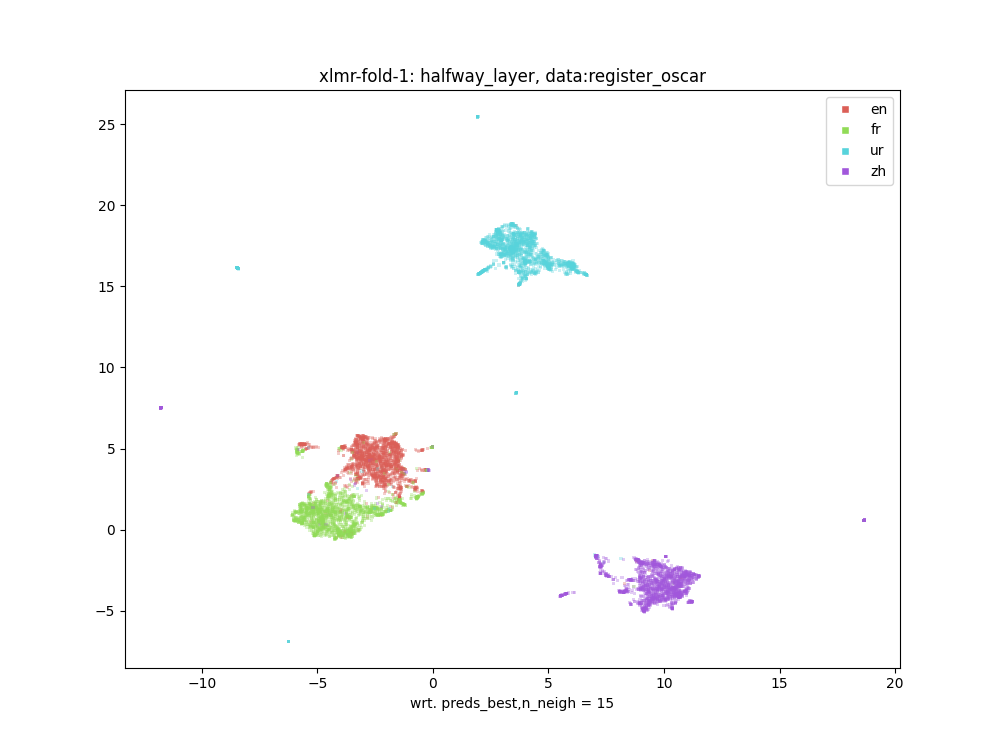 xlmr-fold-1: halfway_layer, data:register_oscar
en
fr
ur
zh
25
20
15
10
5
0
−5
−10
−5
0
5
10
15
20
wrt. preds_best,n_neigh = 15